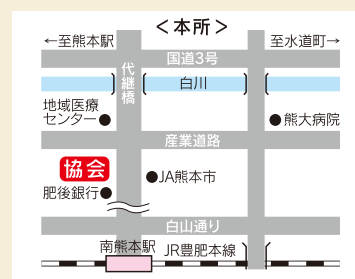 ＜本所＞
←至熊本駅
至水道町→
国道3号
代継橋
白川
地域医療
センター
熊大病院
産業道路
協会
JA熊本市
肥後銀行
白山通り
南熊本駅
JR豊肥本線